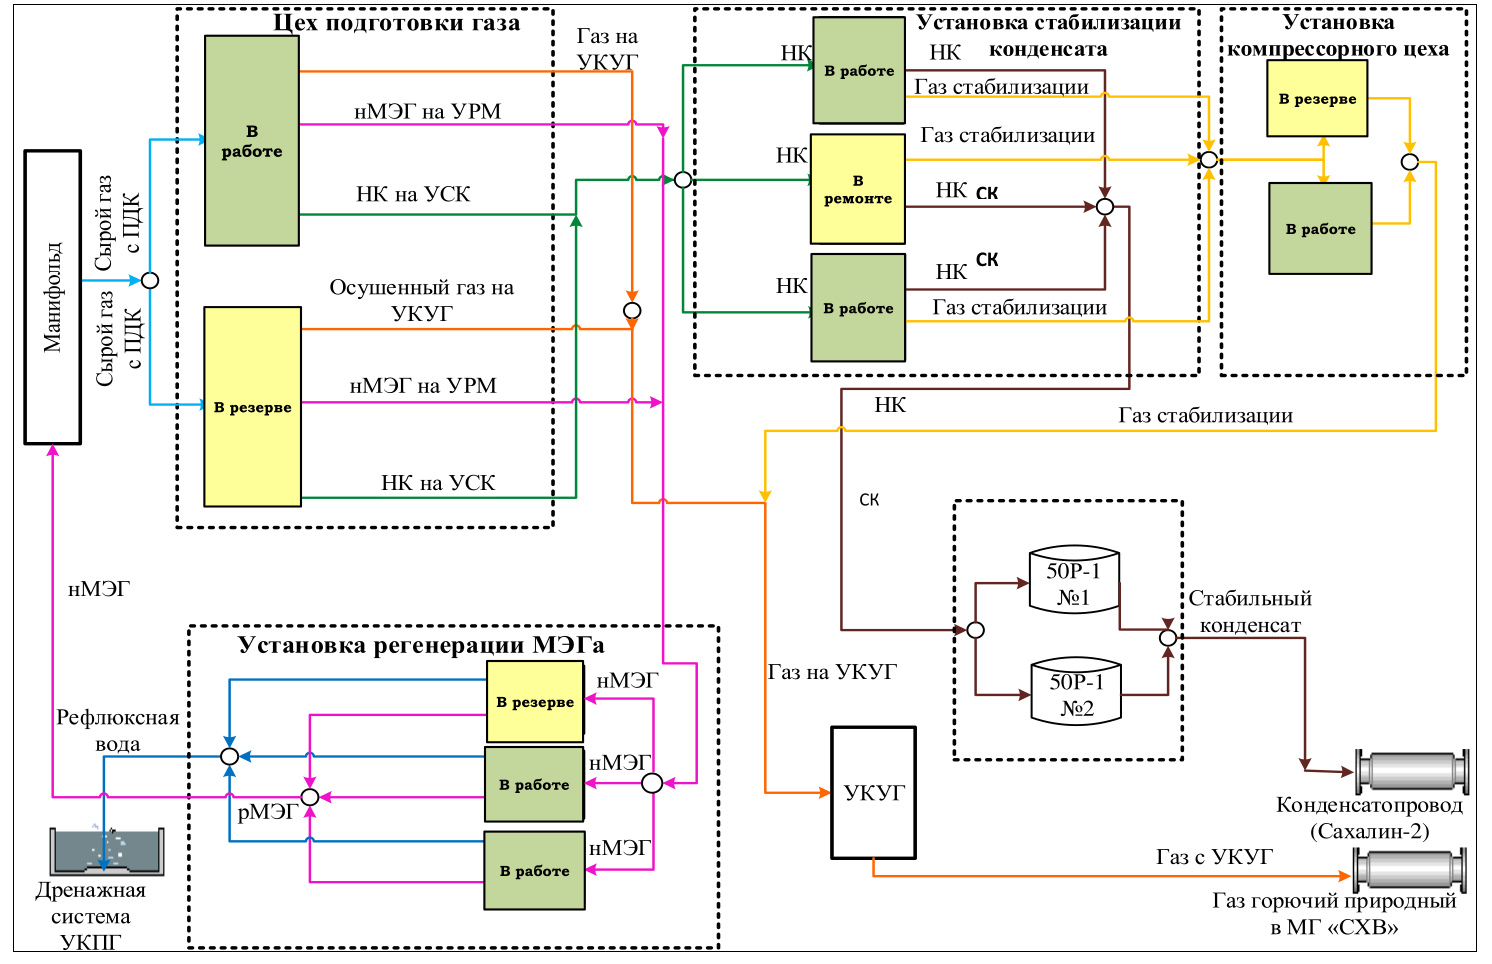 Цех подготовки газа
В
работе
В резерве
Манифольд
Сырой газ
с ПДК
Сырой газ
с ПДК
Газ на
УКУГ
нМЭГ на УРМ
НК на УСК
Осушенный газ на
УКУГ
нМЭГ на УРМ
НК на УСК
Установка стабилизации
конденсата
НК
В работе
НК
Газ стабилизации
НК
В
ремонте
Газ стабилизации
НК СК
НК
В работе
НК СК
Газ стабилизации
Установка
компрессорного цеха
В резерве
В работе
НК
Газ стабилизации
СК
50Р-1
№1
50Р-1
№2
Стабильный
конденсат
нМЭГ
Установка регенерации МЭГа
В резерве
нМЭГ
В работе
нМЭГ
В работе
нМЭГ
Рефлюксная
вода
рМЭГ
Дренажная
система
УКПГ
Газ на УКУГ
УКУГ
Конденсатопровод
(Сахалин-2)
Газ с УКУГ
Газ горючий природный
в МГ «СХВ»